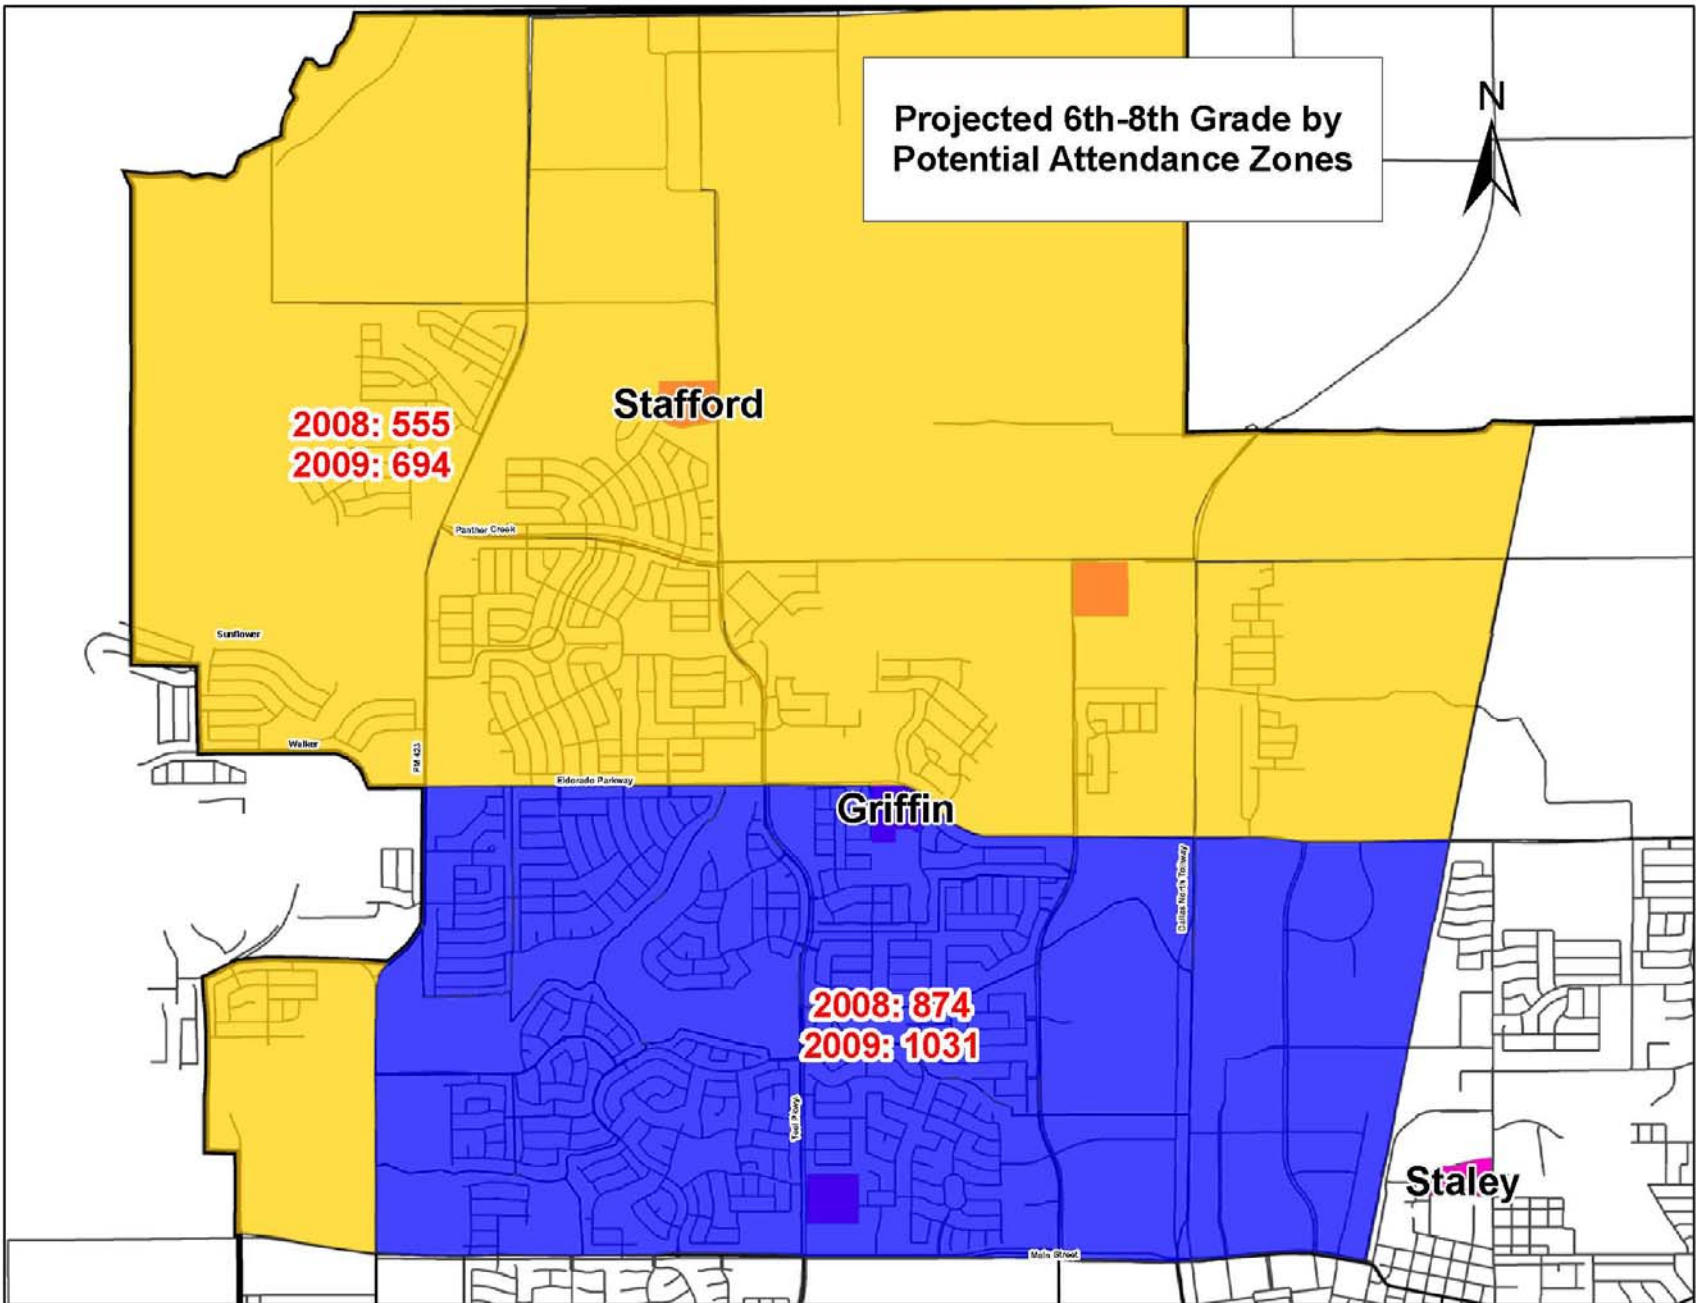 Projected 6th-8th Grade by
Potential Attendance Zones
N
Stafford
2008: 555
2009: 694
Panther Creek
Sunflower
Walker
FM 423
Eldorado Parkway
Griffin
Dallas North Tollway
2008: 874
2009: 1031
Teel Pkwy
Staley
Main Street